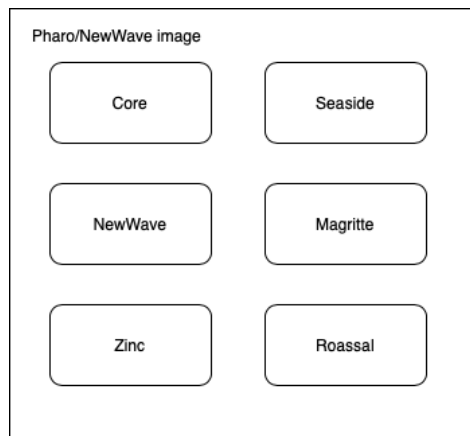 Pharo/NewWave image
Core
Seaside
NewWave
Magritte
Zinc
Roassal